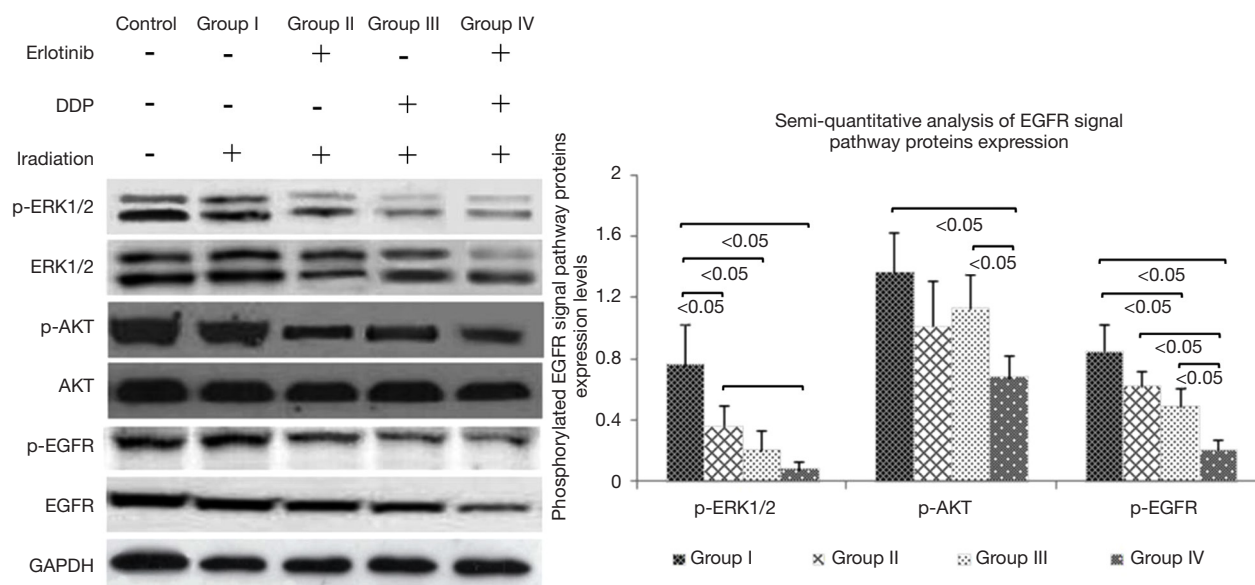 Control Group I Group II Group III Group IV
Erlotinib - - + - +
DDP - - - + +
Iradiation - + + + +
p-ERK1/2
ERK1/2
p-AKT
AKT
p-EGFR
EGFR
GAPDH
Semi-quantitative analysis of EGFR signal
pathway proteins expression
Phosphorylated EGFR signal pathway proteins
expression levels
2
1.6
1.2
0.8
0.4
0
<0.05
<0.05
<0.05
<0.05
<0.05
<0.05
<0.05
<0.05
<0.05
p-ERK1/2 p-AKT p-EGFR
Group I Group II Group III Group IV